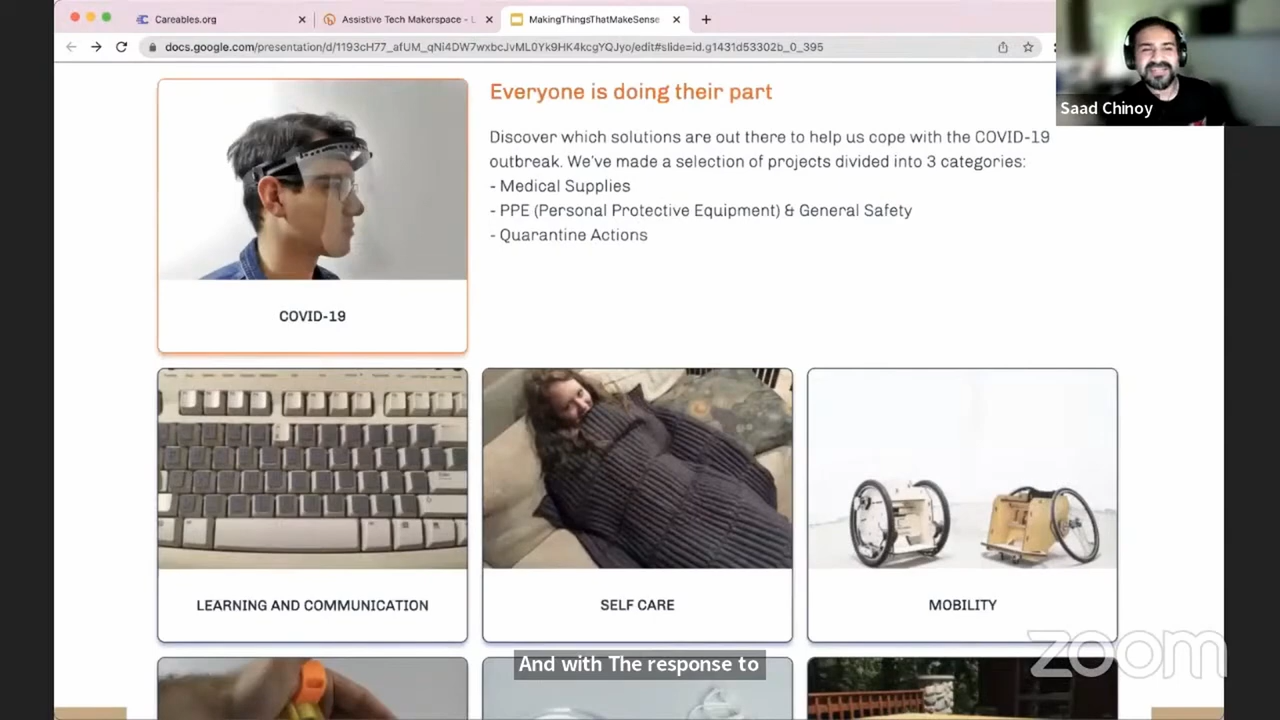 Careables.org
Assistive Tech Makerspace - L
MakingThingsThatMakeSense
docs.google.com/presentation/d/1193cH77_afUM_qNi4DW7wxbcJvML0Yk9HK4kcgYQJyo/edit#slide=id.g1431d53302b_0_395
Saad Chinoy
Everyone is doing their part
Discover which solutions are out there to help us cope with the COVID-19
outbreak. We've made a selection of projects divided into 3 categories:
- Medical Supplies
- PPE (Personal Protective Equipment) & General Safety
- Quarantine Actions
COVID-19
LEARNING AND COMMUNICATION
SELF CARE
MOBILITY
And with The response to
zoom